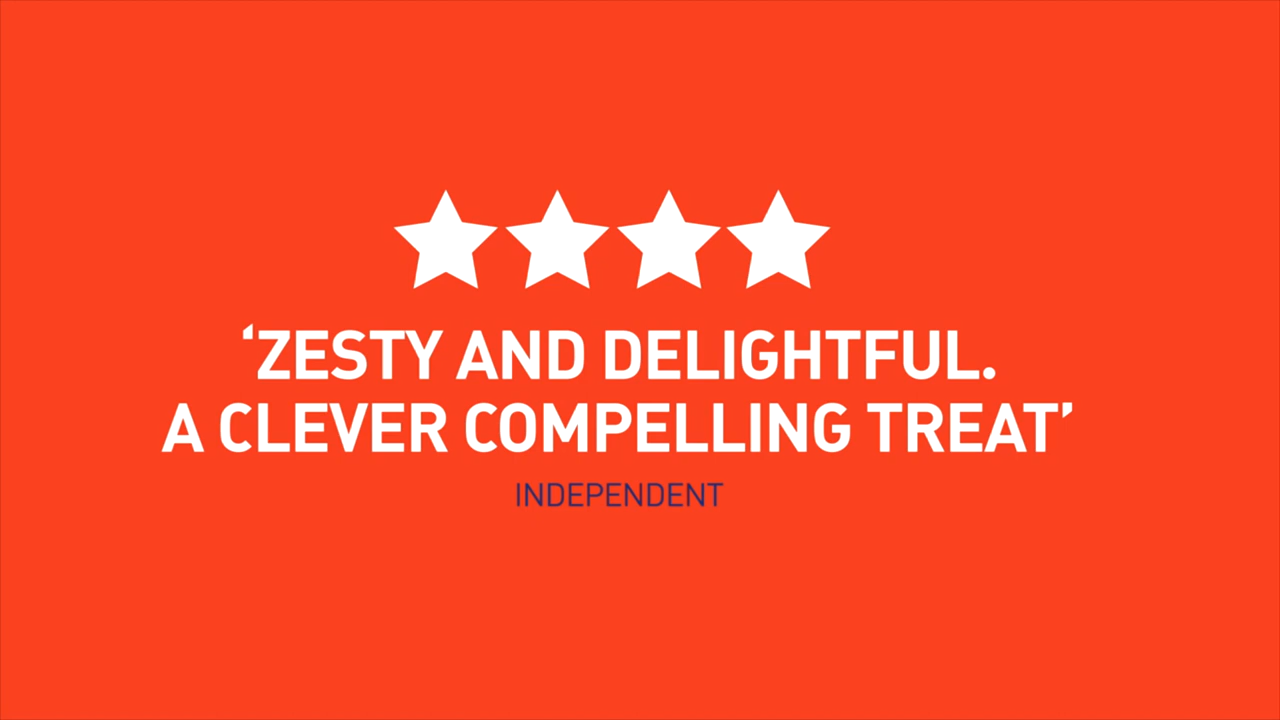 ‘ZESTY AND DELIGHTFUL.
A CLEVER COMPELLING TREAT’
INDEPENDENT